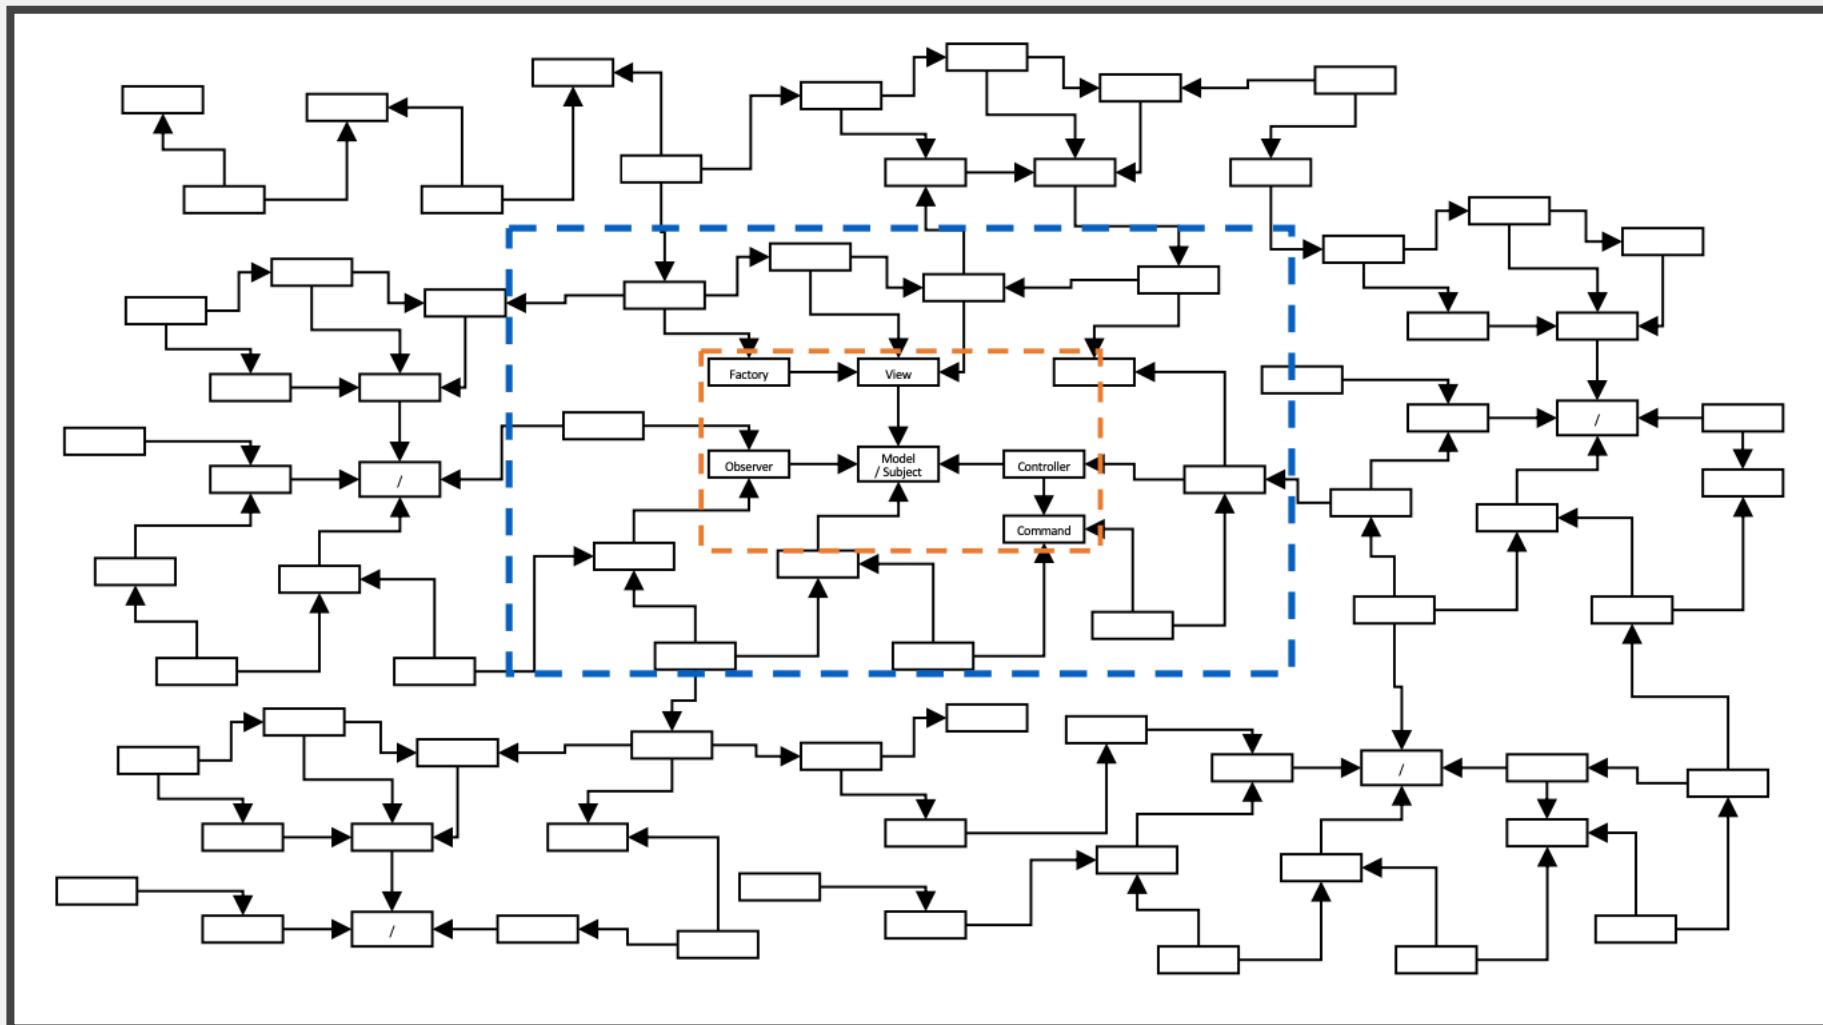 Factory
View
/
Observer
Model
/ Subject
Controller
/
Command
/
/